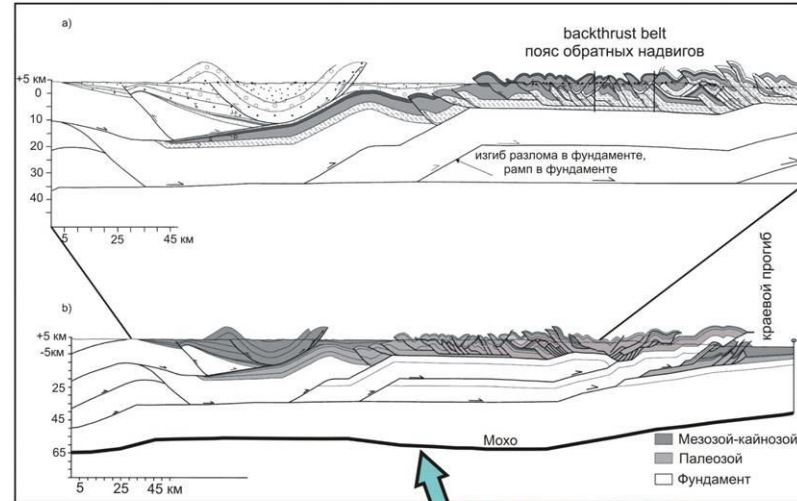 a)
backthrust belt
пояс обратных надвигов
+5 км
0
10
20
30
40
изгиб разлома в фундаменте,
рамп в фундаменте
5 25 45 км
краевой прогиб
b)
+5 км
-5км
25
45
65
Мохо
Мезозой-кайнозой
Палеозой
Фундамент
5 25 45 км